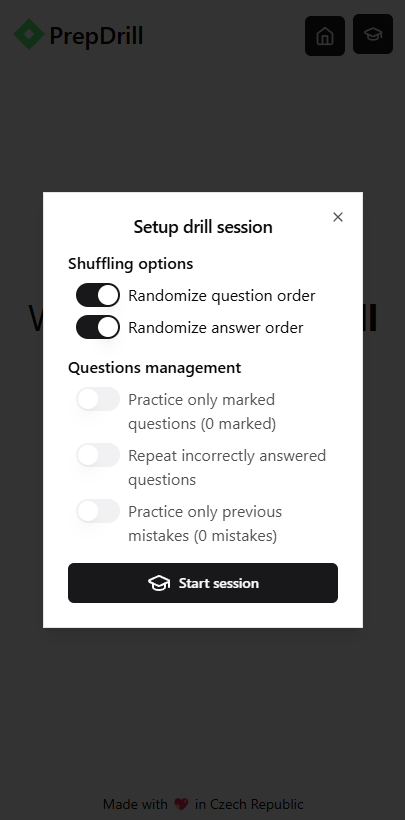 PrepDrill
Setup drill session
Shuffling options
Randomize question order
Randomize answer order
Questions management
Practice only marked
questions (0 marked)
Repeat incorrectly answered
questions
Practice only previous
mistakes (0 mistakes)
Start session
Made with ❤️ in Czech Republic